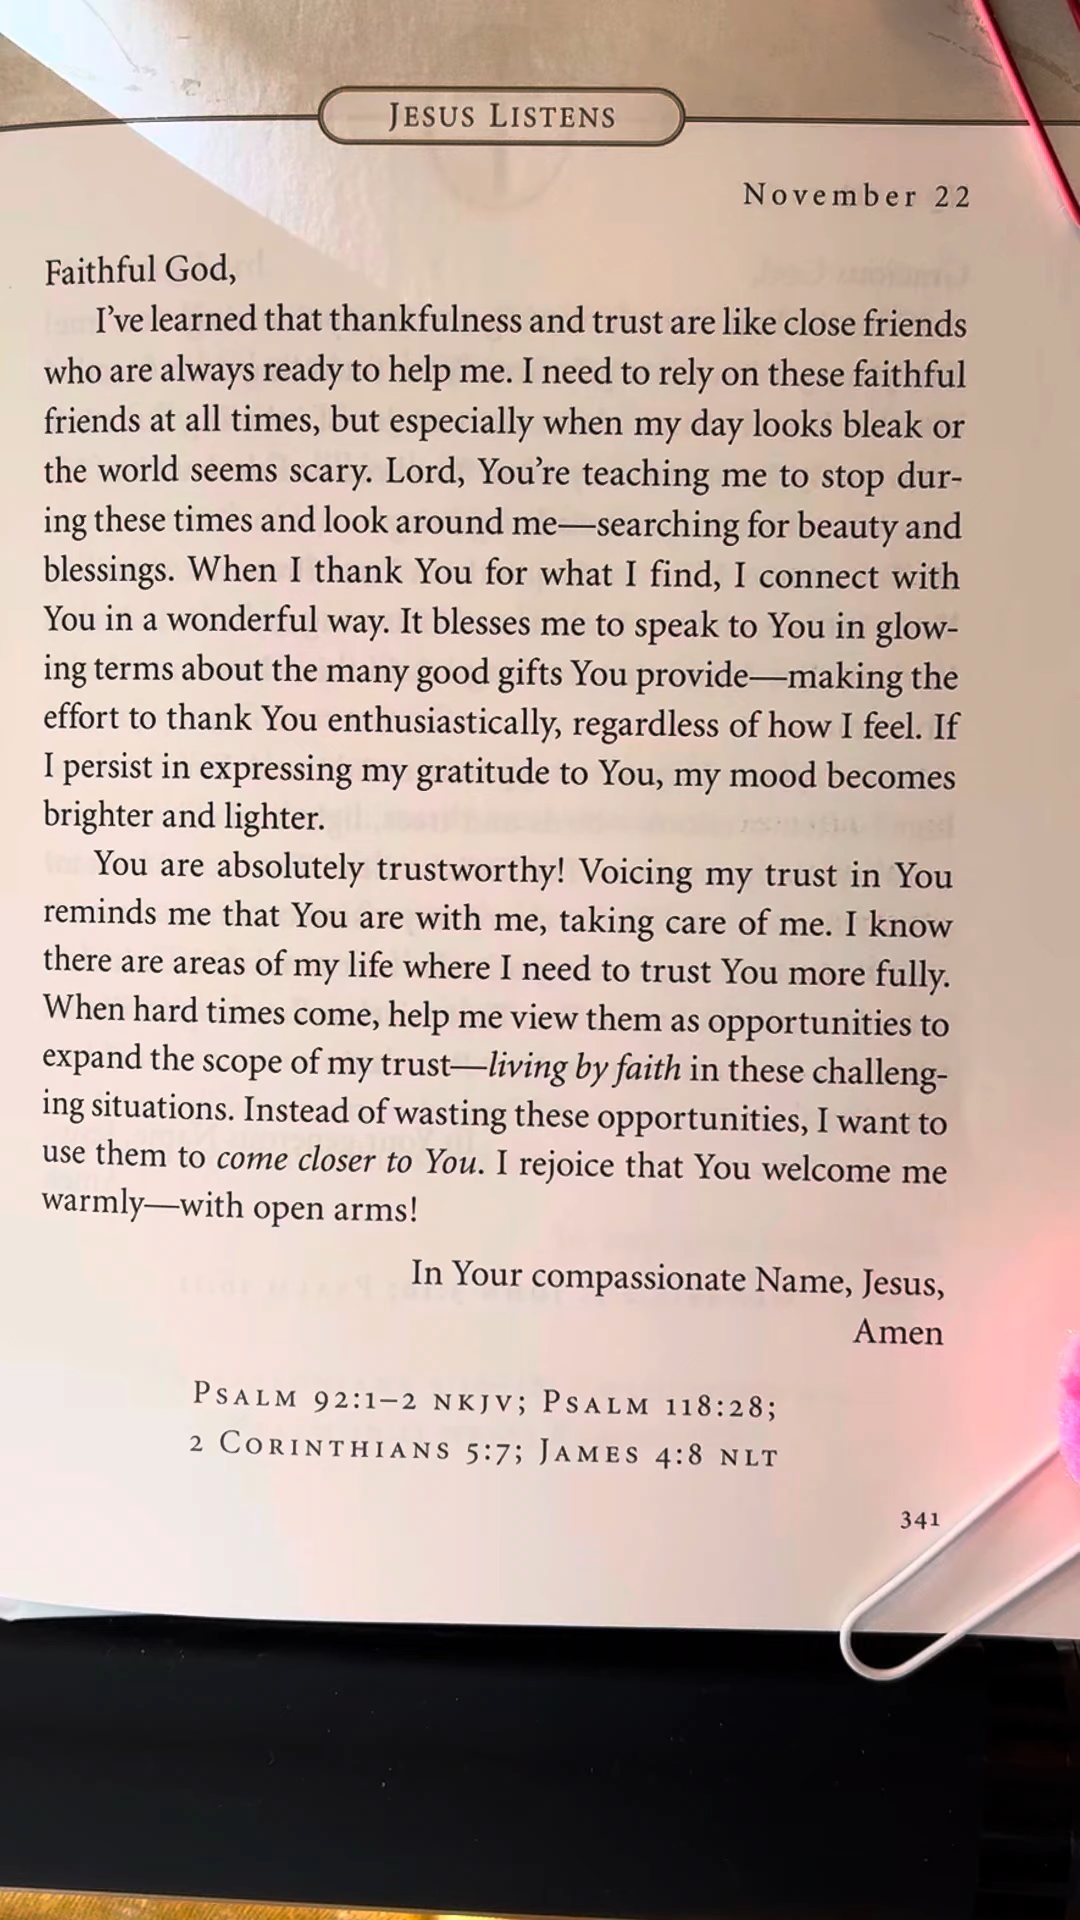 JESUS LISTENS
November 22
Faithful God,
I've learned that thankfulness and trust are like close friends
who are always ready to help me. I need to rely on these faithful
friends at all times, but especially when my day looks bleak or
the world seems scary. Lord, You're teaching me to stop dur-
ing these times and look around me—searching for beauty and
blessings. When I thank You for what I find, I connect with
You in a wonderful way. It blesses me to speak to You in glow-
ing terms about the many good gifts You provide—making the
effort to thank You enthusiastically, regardless of how I feel. If
I persist in expressing my gratitude to You, my mood becomes
brighter and lighter.
You are absolutely trustworthy! Voicing my trust in You
reminds me that You are with me, taking care of me. I know
there are areas of my life where I need to trust You more fully.
When hard times come, help me view them as opportunities to
expand the scope of my trust—living by faith in these challeng-
ing situations. Instead of wasting these opportunities, I want to
use them to come closer to You. I rejoice that You welcome me
warmly—with open arms!
In Your compassionate Name, Jesus,
Amen
PSALM 92:1–2 NKJV; PSALM 118:28;
2 CORINTHIANS 5:7; JAMES 4:8 NLT
341